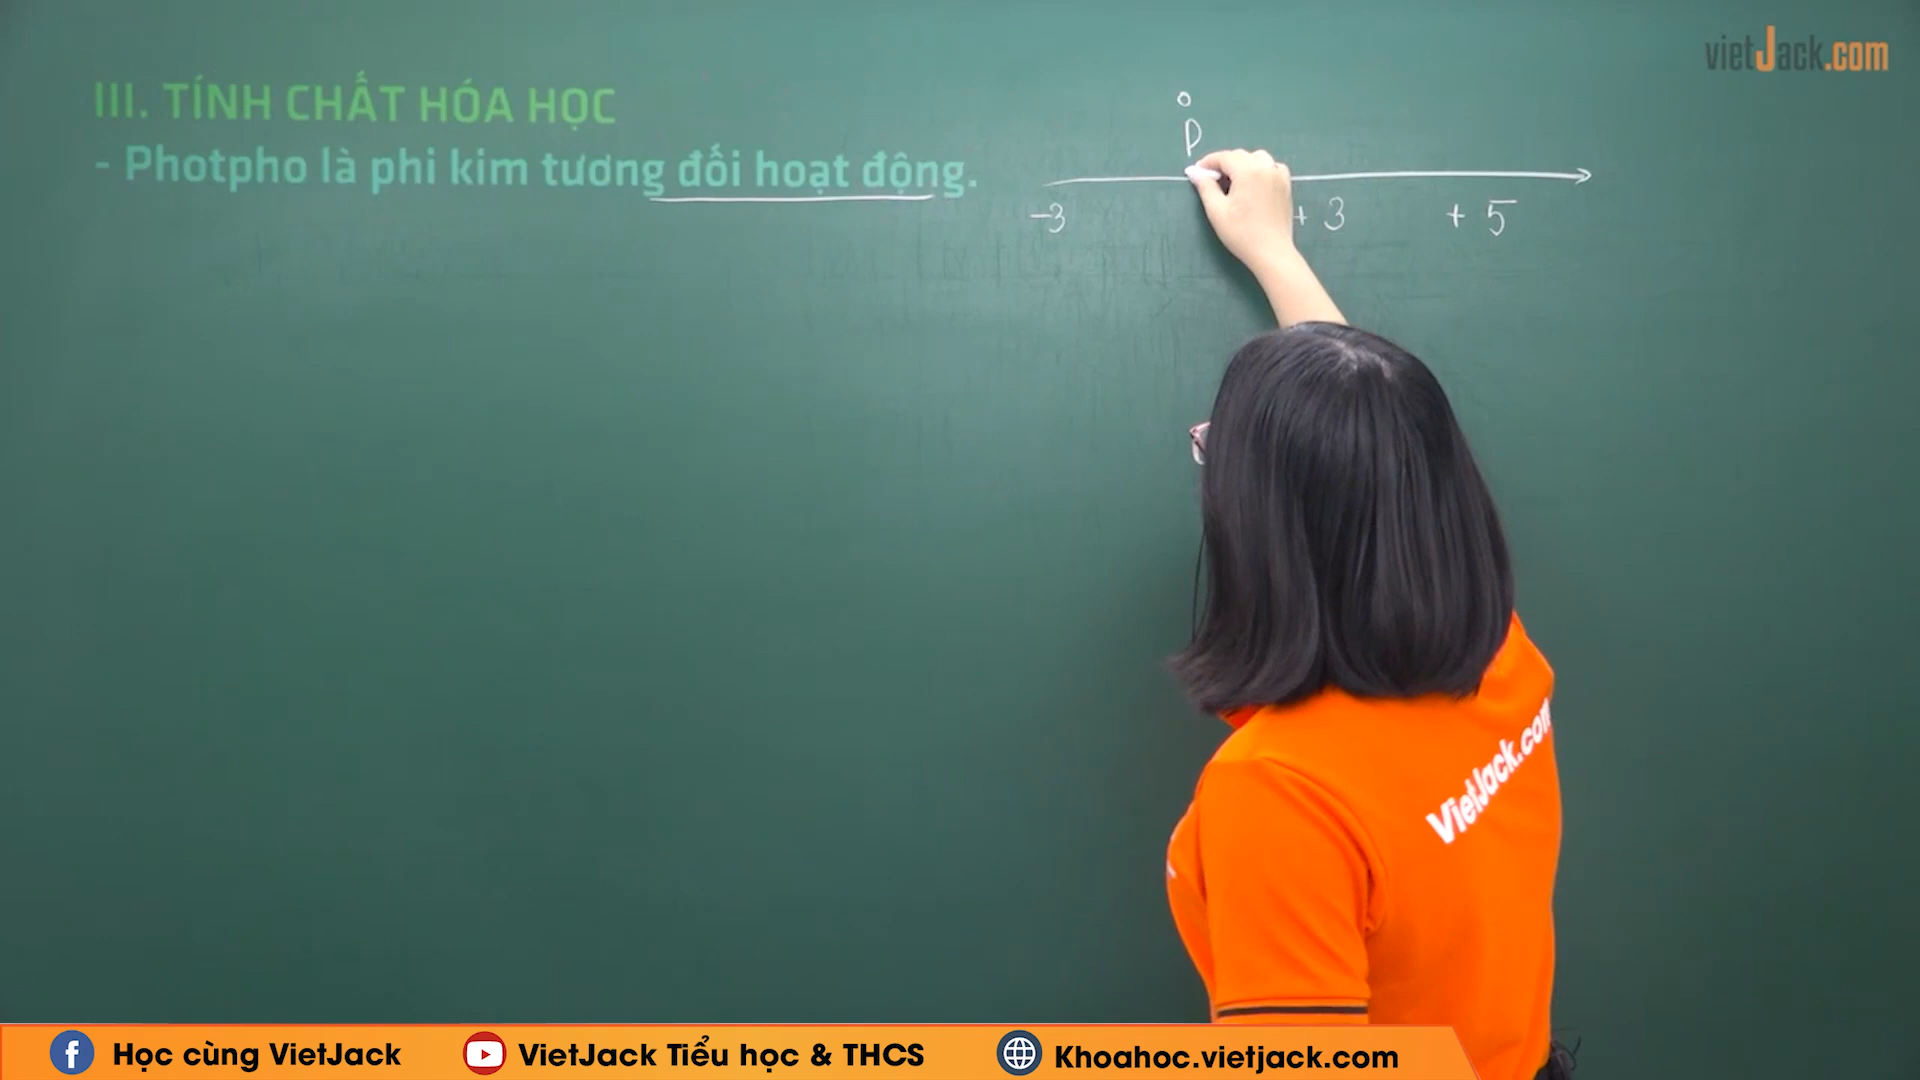 vietJack.com
III. TÍNH CHẤT HÓA HỌC
- Photpho là phi kim tương đối hoạt động.
0
P
-3 +3 +5
VietJack.com
Học cùng VietJack
VietJack Tiểu học & THCS
Khoahoc.vietjack.com